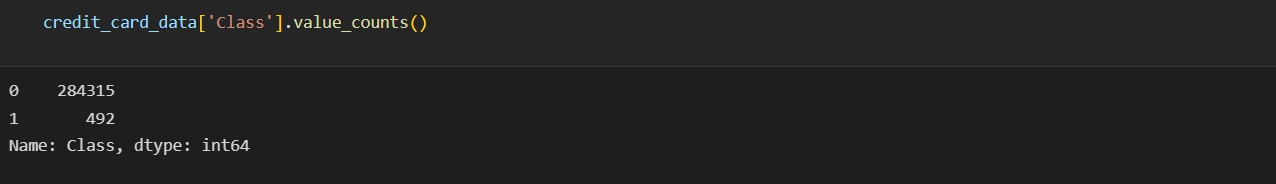 credit_card_data['Class'].value_counts()
0    284315
1       492
Name: Class, dtype: int64